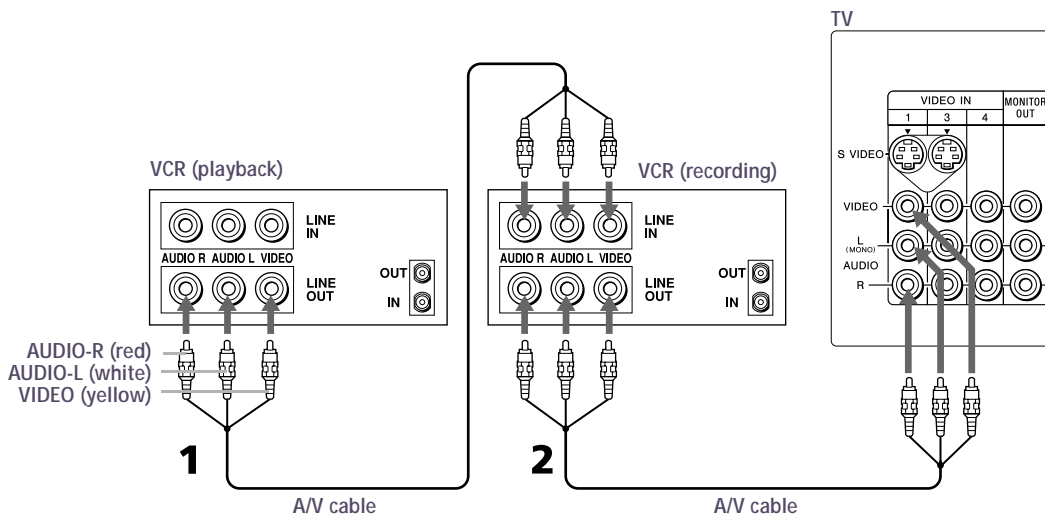 TV
VIDEO IN
MONITOR
OUT
1 3 4
S VIDEO
VIDEO
L
(MONO)
AUDIO
R
VCR (playback)
LINE
IN
AUDIO R AUDIO L VIDEO
LINE
OUT
OUT
IN
VCR (recording)
LINE
IN
AUDIO R AUDIO L VIDEO
LINE
OUT
OUT
IN
AUDIO-R (red)
AUDIO-L (white)
VIDEO (yellow)
1
2
A/V cable
A/V cable